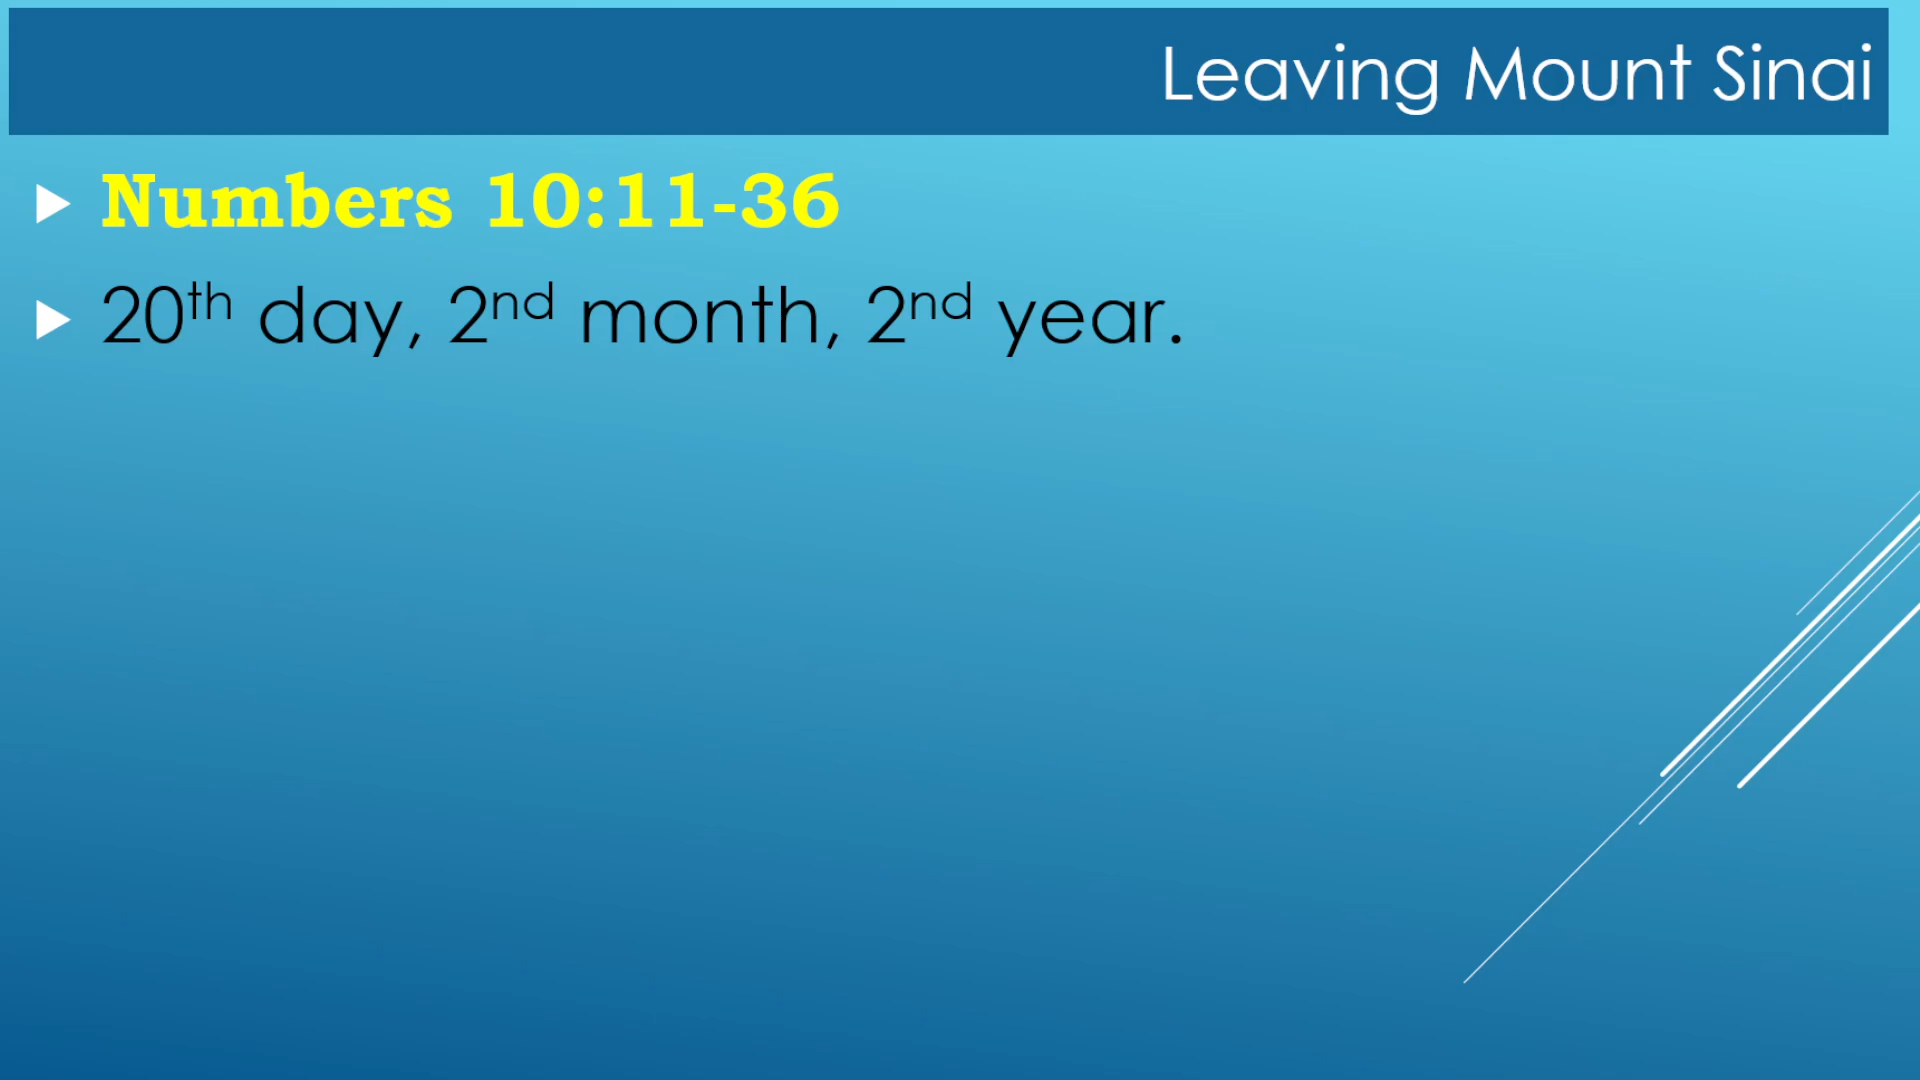 Leaving Mount Sinai
Numbers 10:11-36
20th day, 2nd month, 2nd year.